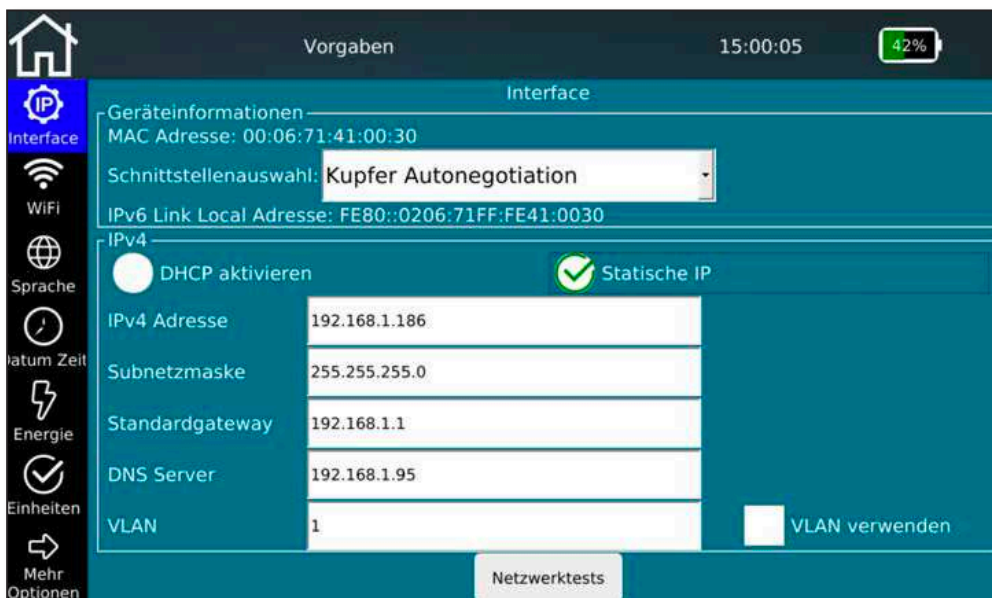 Vorgaben 15:00:05 42%
IP
Interface
WiFi
Sprache
Datum Zeit
Energie
Einheiten
Mehr
Optionen
Interface
Geräteinformationen
MAC Adresse: 00:06:71:41:00:30
Schnittstellenauswahl: Kupfer Autonegotiation
IPv6 Link Local Adresse: FE80::0206:71FF:FE41:0030
IPv4
DHCP aktivieren Statische IP
IPv4 Adresse 192.168.1.186
Subnetzmaske 255.255.255.0
Standardgateway 192.168.1.1
DNS Server 192.168.1.95
VLAN 1 VLAN verwenden
Netzwerktests